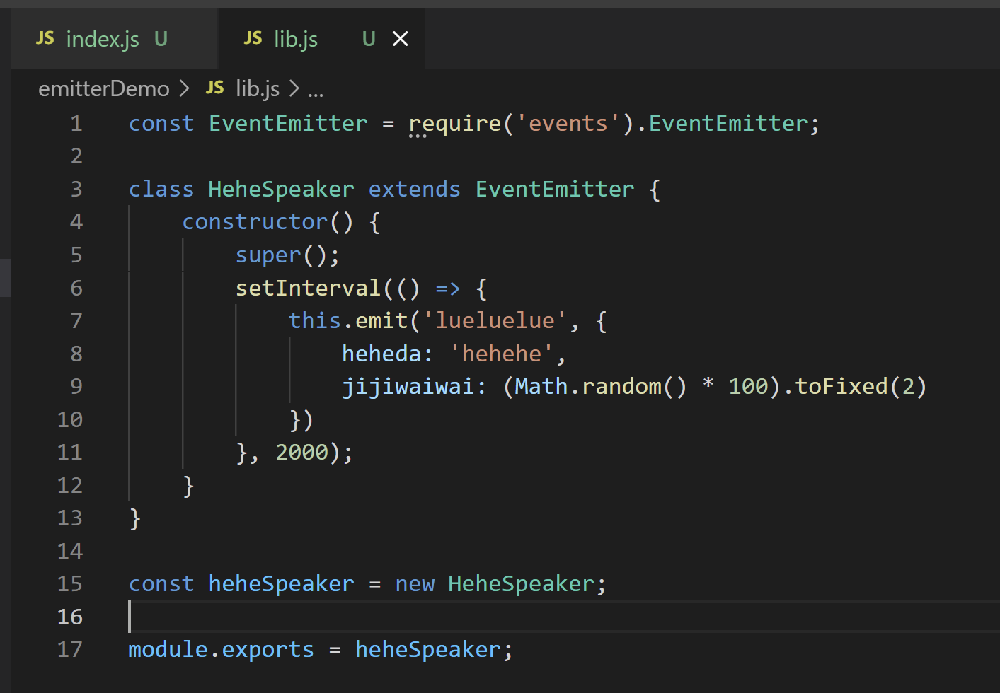 JS index.js U JS lib.js U
emitterDemo > JS lib.js > ...
1 const EventEmitter = require('events').EventEmitter;
2
3 class HeheSpeaker extends EventEmitter {
4 constructor() {
5 super();
6 setInterval(() => {
7 this.emit('lueluelue', {
8 heheda: 'hehehe',
9 jijiwaiwai: (Math.random() * 100).toFixed(2)
10 })
11 }, 2000);
12 }
13 }
14
15 const heheSpeaker = new HeheSpeaker;
16
17 module.exports = heheSpeaker;